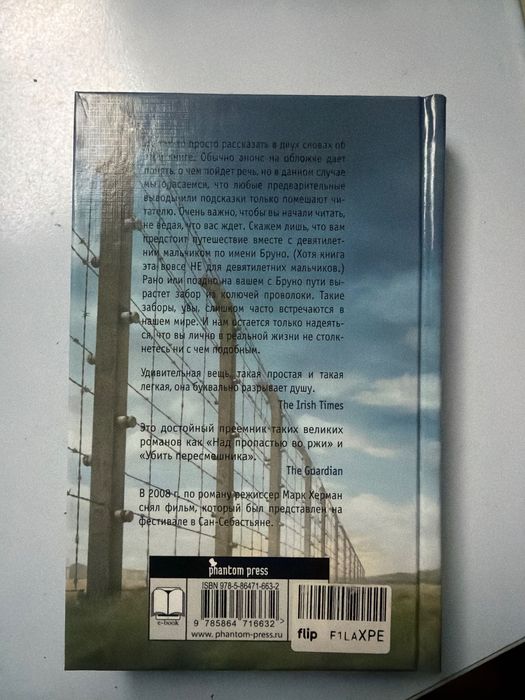 просто рассказать в двух словах об
этой книге. Обычно анонс на обложке дает
понять, о чем пойдет речь, но в данном случае
мы опасаемся, что любые предварительные
выводы или подсказки только помешают чи-
тателю. Очень важно, чтобы вы начали читать,
не ведая, что вас ждет. Скажем лишь, что вам
предстоит путешествие вместе с девятилет-
ним мальчиком по имени Бруно. (Хотя книга
эта вовсе НЕ для девятилетних мальчиков.)
Рано или поздно на вашем с Бруно пути вы-
растет забор из колючей проволоки. Такие
заборы, увы, слишком часто встречаются в
нашем мире. И нам остается только надеять-
ся, что вы лично в реальной жизни не столк-
нетесь ни с чем подобным.
Удивительная вещь, такая простая и такая
легкая, она буквально разрывает душу.
The Irish Times
Это достойный преемник таких великих
романов как «Над пропастью во ржи» и
«Убить пересмешника».
The Guardian
В 2008 г. по роману режиссер Марк Херман
снял фильм, который был представлен на
фестивале в Сан-Себастьяне.
phantom press
ISBN 978-5-86471-663-2
e-book
9 785864 716632 >
www.phantom-press.ru
flip F1LAXPE